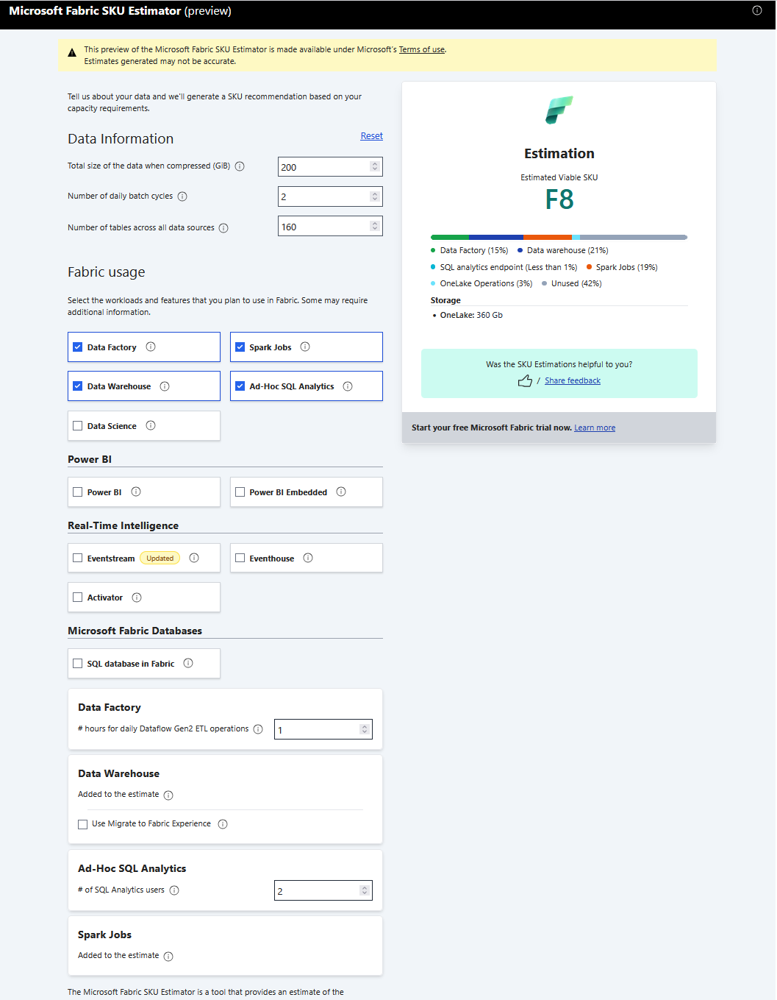 Microsoft Fabric SKU Estimator (preview)
This preview of the Microsoft Fabric SKU Estimator is made available under Microsoft's Terms of use.
Estimates generated may not be accurate.
Tell us about your data and we'll generate a SKU recommendation based on your
capacity requirements.
Data Information
Reset
Total size of the data when compressed (GiB)
200
Number of daily batch cycles
2
Number of tables across all data sources
160
Fabric usage
Select the workloads and features that you plan to use in Fabric. Some may require
additional information.
Data Factory
Spark Jobs
Data Warehouse
Ad-Hoc SQL Analytics
Data Science
Power BI
Power BI
Power BI Embedded
Real-Time Intelligence
Eventstream Updated
Eventhouse
Activator
Microsoft Fabric Databases
SQL database in Fabric
Data Factory
# hours for daily Dataflow Gen2 ETL operations
1
Data Warehouse
Added to the estimate
Use Migrate to Fabric Experience
Ad-Hoc SQL Analytics
# of SQL Analytics users
2
Spark Jobs
Added to the estimate
The Microsoft Fabric SKU Estimator is a tool that provides an estimate of the
Estimation
Estimated Viable SKU
F8
Data Factory (15%) Data warehouse (21%)
SQL analytics endpoint (Less than 1%) Spark Jobs (19%)
OneLake Operations (3%) Unused (42%)
Storage
• OneLake: 360 Gb
Was the SKU Estimations helpful to you?
/ Share feedback
Start your free Microsoft Fabric trial now. Learn more